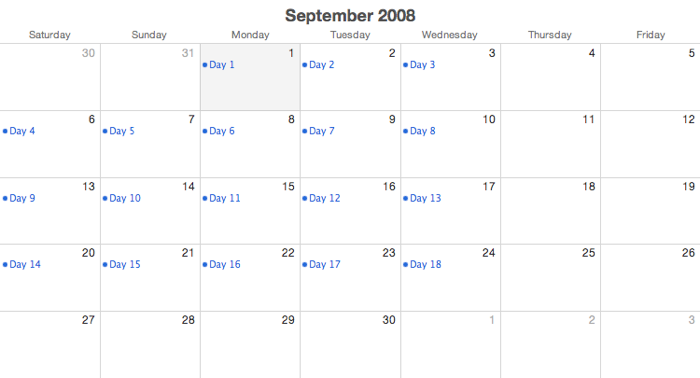 September 2008
Saturday Sunday Monday Tuesday Wednesday Thursday Friday
30 31 1 2 3 4 5
Day 1 Day 2 Day 3
6 7 8 9 10 11 12
Day 4 Day 5 Day 6 Day 7 Day 8
13 14 15 16 17 18 19
Day 9 Day 10 Day 11 Day 12 Day 13
20 21 22 23 24 25 26
Day 14 Day 15 Day 16 Day 17 Day 18
27 28 29 30 1 2 3